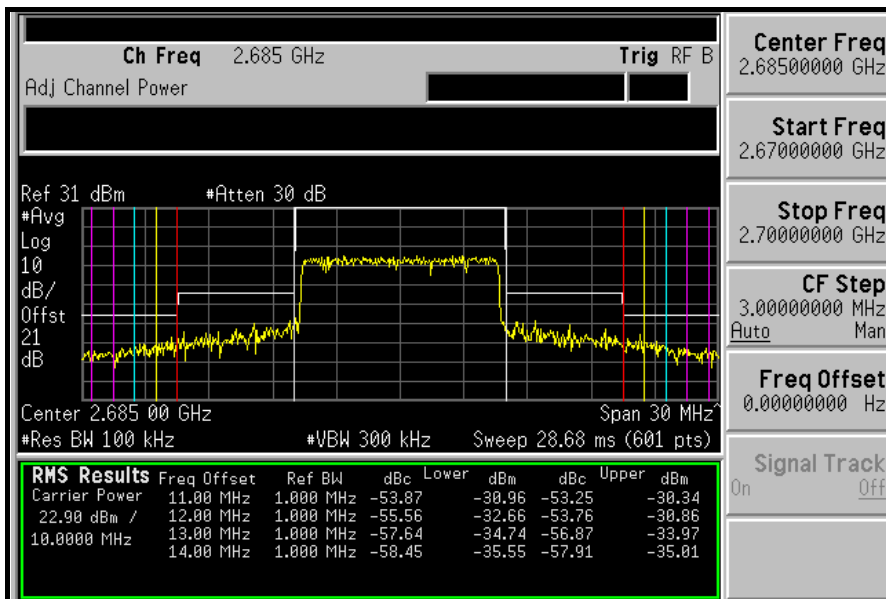 Ch Freq 2.685 GHz Trig RF B
Adj Channel Power
Ref 31 dBm #Atten 30 dB
#Avg
Log
10
dB/
Offst
21
dB
Center 2.685 00 GHz Span 30 MHz^
#Res BW 100 kHz #VBW 300 kHz Sweep 28.68 ms (601 pts)
RMS Results Freq Offset Ref BW dBc Lower dBm dBc Upper dBm
Carrier Power 11.00 MHz 1.000 MHz -53.87 -30.96 -53.25 -30.34
22.90 dBm / 12.00 MHz 1.000 MHz -55.56 -32.66 -53.76 -30.86
10.0000 MHz 13.00 MHz 1.000 MHz -57.64 -34.74 -56.87 -33.97
14.00 MHz 1.000 MHz -58.45 -35.55 -57.91 -35.01
Center Freq
2.68500000 GHz
Start Freq
2.67000000 GHz
Stop Freq
2.70000000 GHz
CF Step
3.00000000 MHz
Auto Man
Freq Offset
0.00000000 Hz
Signal Track
On Off